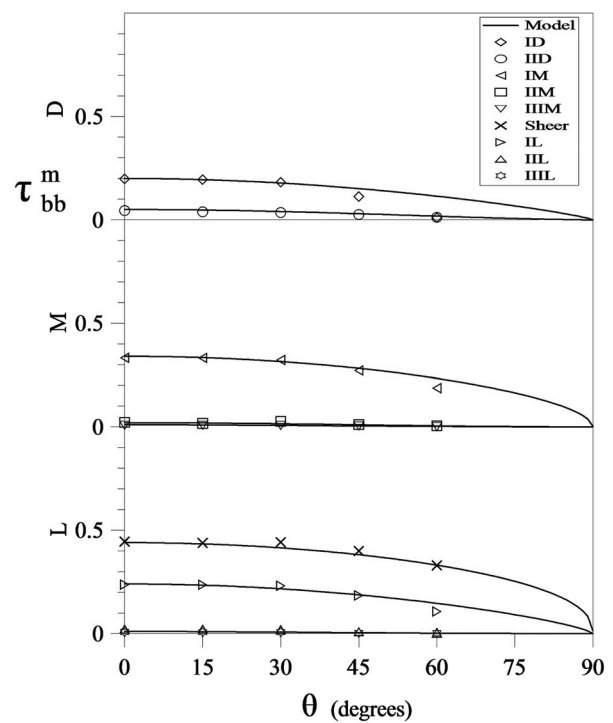 Model
ID
IID
IM
IIM
IIIM
Sheer
IL
IIL
IIIL
D
0.5
τ m bb
0
M
0.5
0
L
0.5
0
0 15 30 45 60 75 90
θ (degrees)